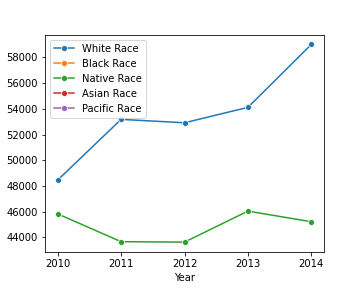 58000
56000
54000
52000
50000
48000
46000
44000
White Race
Black Race
Native Race
Asian Race
Pacific Race
2010 2011 2012 2013 2014
Year